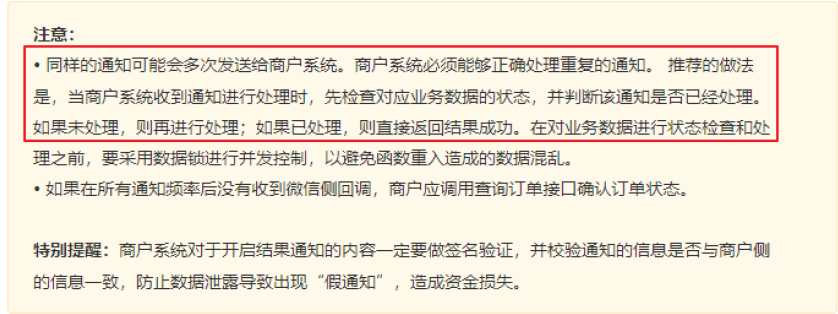 注意：
• 同样的通知可能会多次发送给商户系统。商户系统必须能够正确处理重复的通知。 推荐的做法
是，当商户系统收到通知进行处理时，先检查对应业务数据的状态，并判断该通知是否已经处理。
如果未处理，则再进行处理；如果已处理，则直接返回结果成功。在对业务数据进行状态检查和处
理之前，要采用数据锁进行并发控制，以避免函数重入造成的数据混乱。
• 如果在所有通知频率后没有收到微信侧回调，商户应调用查询订单接口确认订单状态。
特别提醒：商户系统对于开启结果通知的内容一定要做签名验证，并校验通知的信息是否与商户侧
的信息一致，防止数据泄露导致出现“假通知”，造成资金损失。